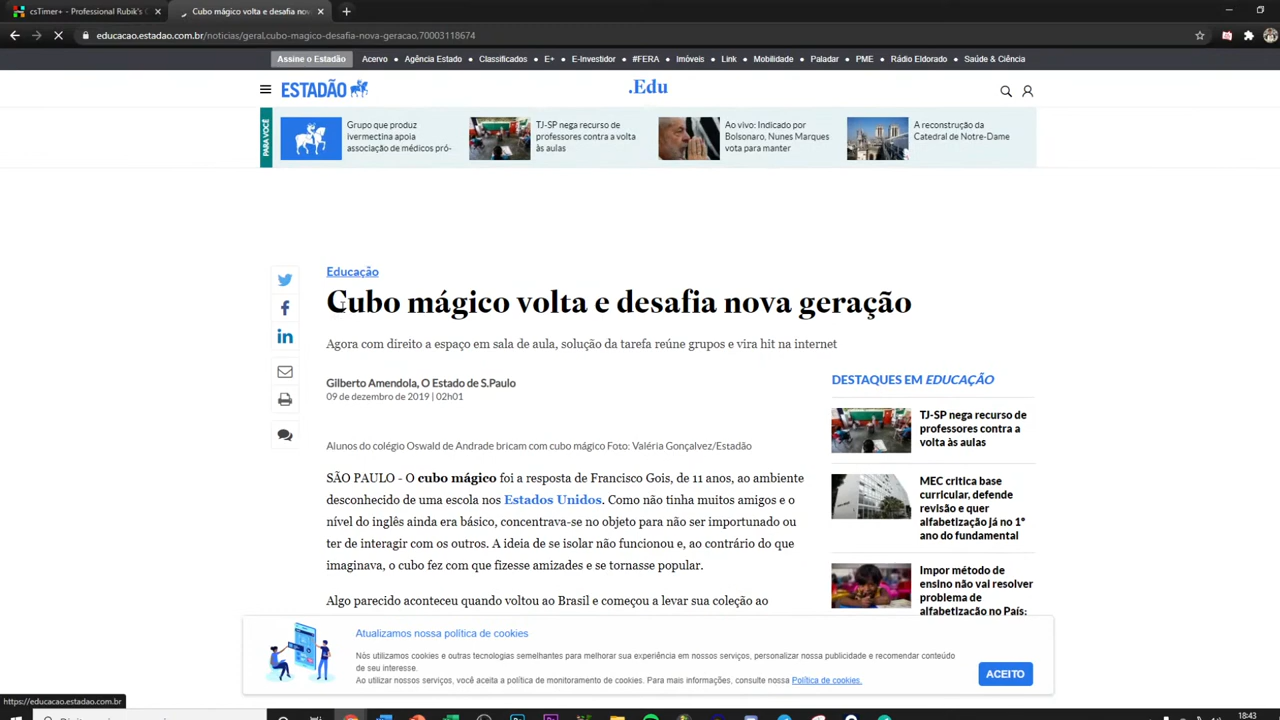 csTimer+ - Professional Rubik's C
Cubo mágico volta e desafia nov
educacao.estadao.com.br/noticias/geral,cubo-magico-desafia-nova-geracao,70003118674
Assine o Estadão Acervo Agência Estado Classificados E+ E-Investidor #FERA Imóveis Link Mobilidade Paladar PME Rádio Eldorado Saúde & Ciência
ESTADÃO
.Edu
PARA VOCÊ
Grupo que produz
ivermectina apoia
associação de médicos pró-
TJ-SP nega recurso de
professores contra a volta
às aulas
Ao vivo: Indicado por
Bolsonaro, Nunes Marques
vota para manter
A reconstrução da
Catedral de Notre-Dame
Educação
Cubo mágico volta e desafia nova geração
Agora com direito a espaço em sala de aula, solução da tarefa reúne grupos e vira hit na internet
Gilberto Amendola, O Estado de S.Paulo
09 de dezembro de 2019 | 02h01
Alunos do colégio Oswald de Andrade bricam com cubo mágico Foto: Valéria Gonçalvez/Estadão
SÃO PAULO - O cubo mágico foi a resposta de Francisco Gois, de 11 anos, ao ambiente
desconhecido de uma escola nos Estados Unidos. Como não tinha muitos amigos e o
nível do inglês ainda era básico, concentrava-se no objeto para não ser importunado ou
ter de interagir com os outros. A ideia de se isolar não funcionou e, ao contrário do que
imaginava, o cubo fez com que fizesse amizades e se tornasse popular.
Algo parecido aconteceu quando voltou ao Brasil e começou a levar sua coleção ao
DESTAQUES EM EDUCAÇÃO
TJ-SP nega recurso de
professores contra a
volta às aulas
MEC critica base
curricular, defende
revisão e quer
alfabetização já no 1º
ano do fundamental
Impor método de
ensino não vai resolver
problema de
alfabetização no País:
Atualizamos nossa política de cookies
Nós utilizamos cookies e outras tecnologias semelhantes para melhorar sua experiência em nossos serviços, personalizar nossa publicidade e recomendar conteúdo
de seu interesse.
Ao utilizar nossos serviços, você aceita a política de monitoramento de cookies. Para mais informações, consulte nossa Política de cookies.
ACEITO
https://educacao.estadao.com.br
18:43